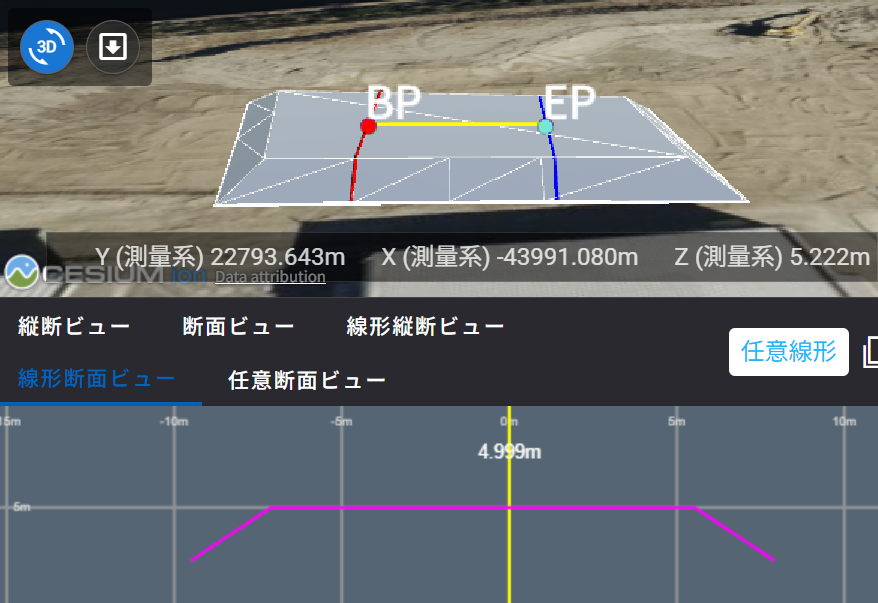 3D
BP EP
Y (測量系) 22793.643m X (測量系) -43991.080m Z (測量系) 5.222m
CESIUM ion Data attribution
縦断ビュー 断面ビュー 線形縦断ビュー
任意線形
線形断面ビュー 任意断面ビュー
15m -10m -5m 0m 5m 10m
4.999m
5m